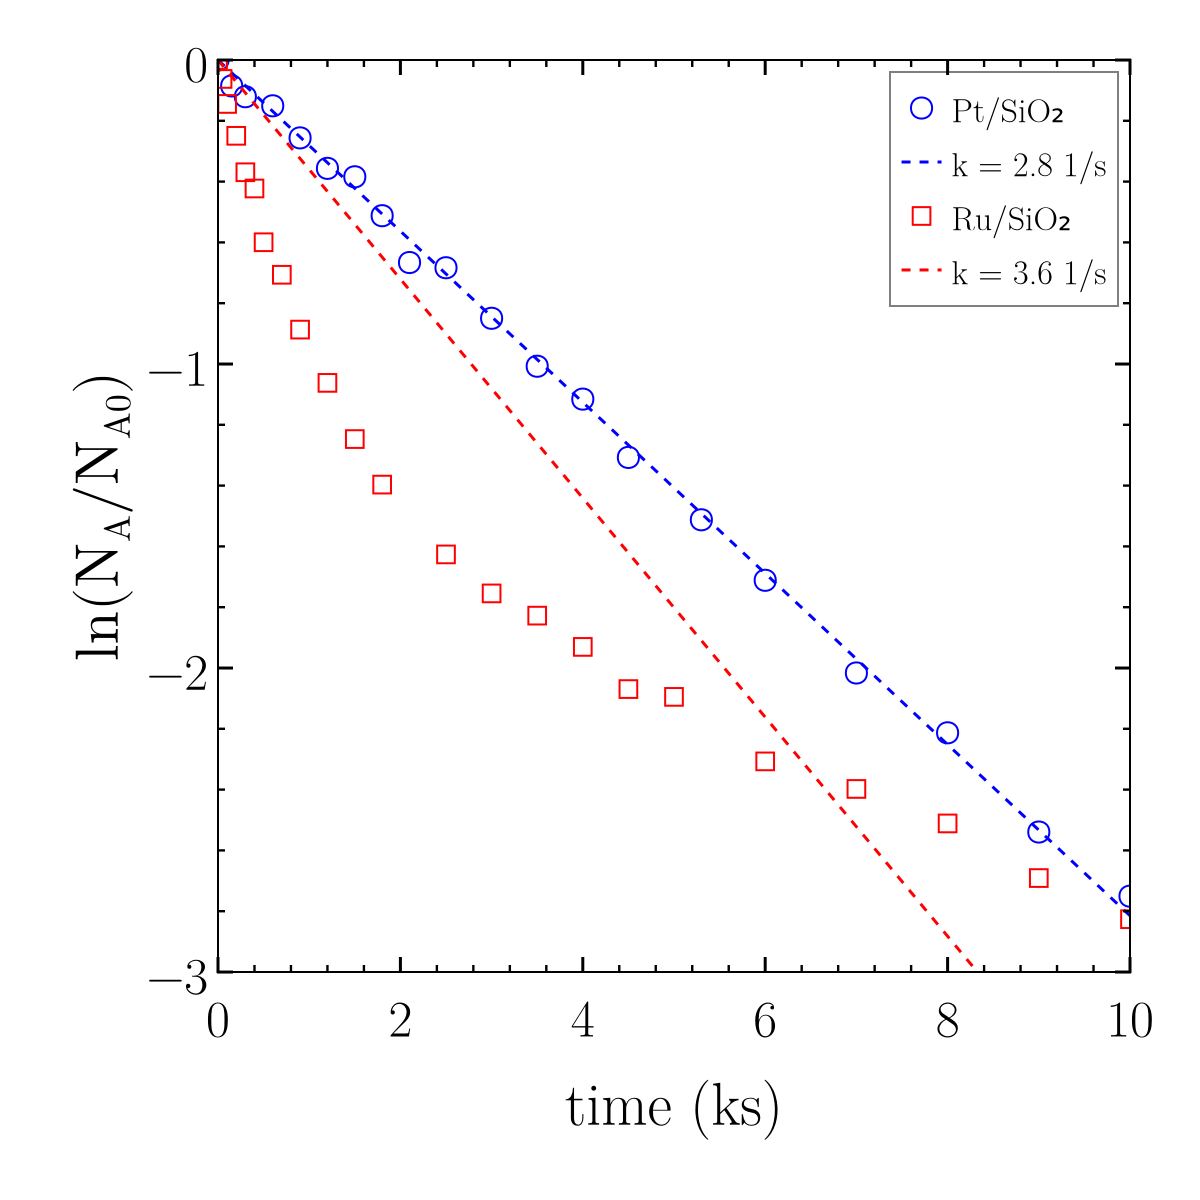 0
−1
−2
−3
0 2 4 6 8 10
time (ks)
ln(N_A/N_A0)
Pt/SiO₂
k = 2.8 1/s
Ru/SiO₂
k = 3.6 1/s